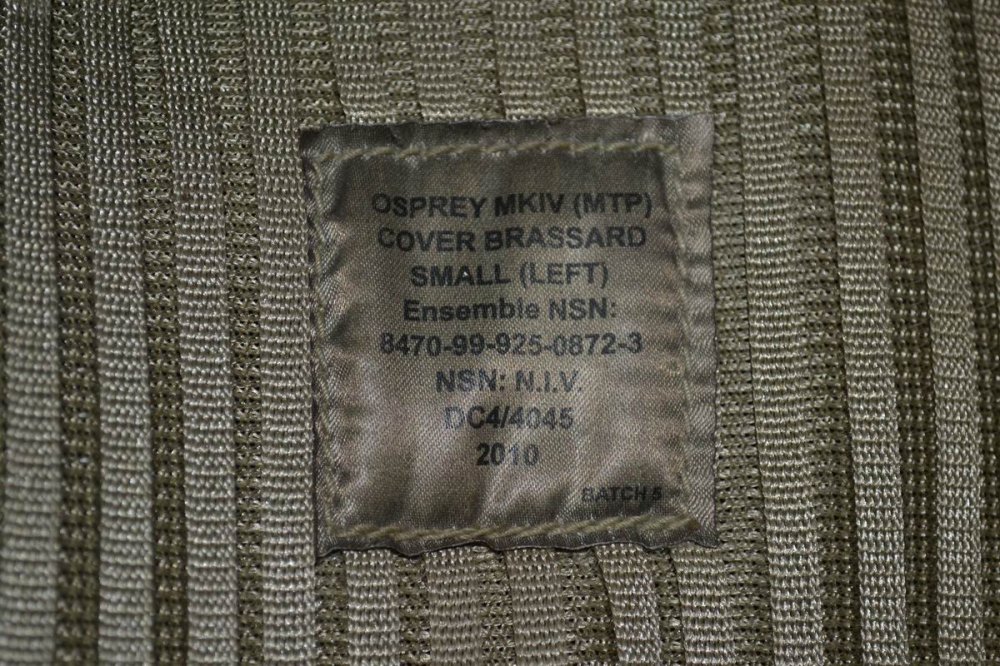 OSPREY MKIV (MTP)
COVER BRASSARD
SMALL (LEFT)
Ensemble NSN:
8470-99-925-0872-3
NSN: N.I.V.
DC4/4045
2010
BATCH 5